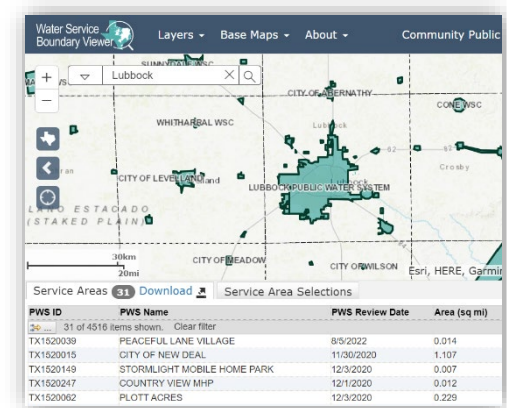 Water Service
Boundary Viewer
Layers
Base Maps
About
Community Public
SUNNYDALE WSC
Lubbock
CITY OF ABERNATHY
CONE WSC
WHITHARRAL WSC
Lubbock
62
Crosby
CITY OF LEVELLAND
LUBBOCK PUBLIC WATER SYSTEM
LLANO ESTACADO
(STAKED PLAIN)
84
30km
20mi
CITY OF MEADOW
CITY OF WILSON
Esri, HERE, Garmin
Service Areas 31 Download
Service Area Selections
PWS ID PWS Name PWS Review Date Area (sq mi)
... 31 of 4516 items shown. Clear filter
TX1520039 PEACEFUL LANE VILLAGE 8/5/2022 0.014
TX1520015 CITY OF NEW DEAL 11/30/2020 1.107
TX1520149 STORMLIGHT MOBILE HOME PARK 12/3/2020 0.007
TX1520247 COUNTRY VIEW MHP 12/1/2020 0.012
TX1520062 PLOTT ACRES 12/3/2020 0.229